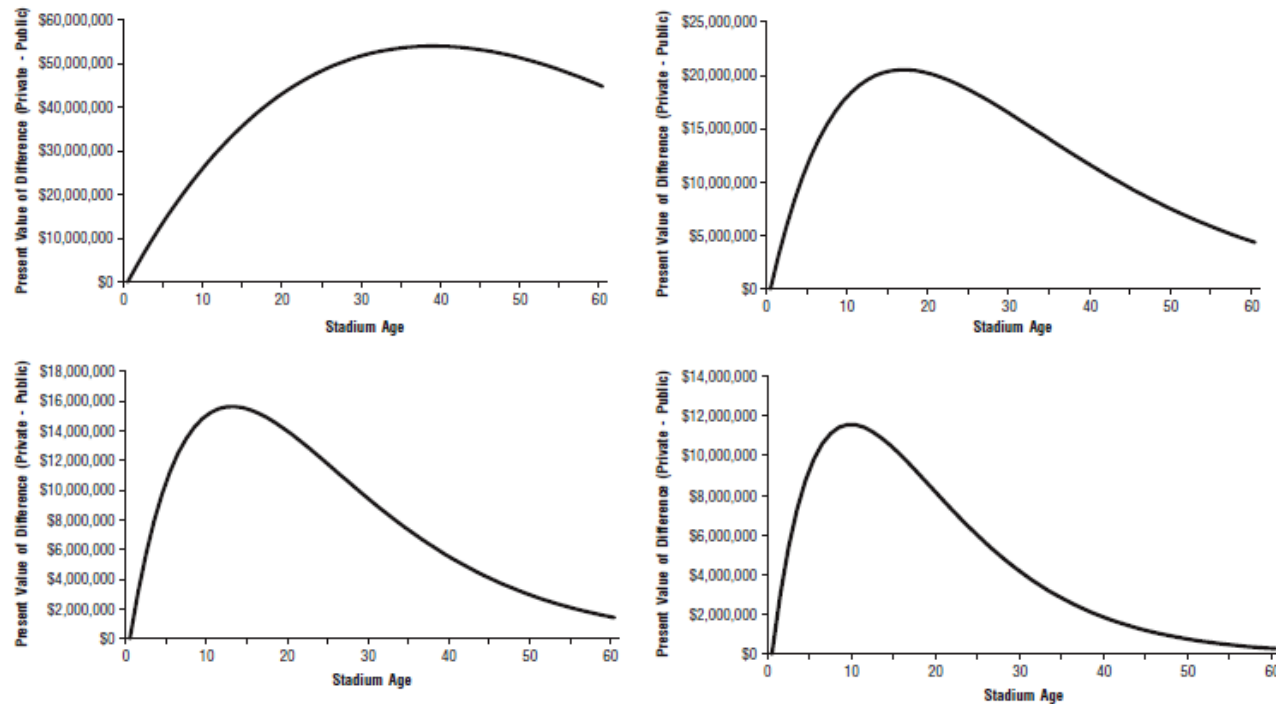 Present Value of Difference (Private - Public)
$60,000,000
$50,000,000
$40,000,000
$30,000,000
$20,000,000
$10,000,000
$0
0 10 20 30 40 50 60
Stadium Age
Present Value of Difference (Private - Public)
$25,000,000
$20,000,000
$15,000,000
$10,000,000
$5,000,000
$0
0 10 20 30 40 50 60
Stadium Age
Present Value of Difference (Private - Public)
$18,000,000
$16,000,000
$14,000,000
$12,000,000
$10,000,000
$8,000,000
$6,000,000
$4,000,000
$2,000,000
$0
0 10 20 30 40 50 60
Stadium Age
Present Value of Difference (Private - Public)
$14,000,000
$12,000,000
$10,000,000
$8,000,000
$6,000,000
$4,000,000
$2,000,000
$0
0 10 20 30 40 50 60
Stadium Age